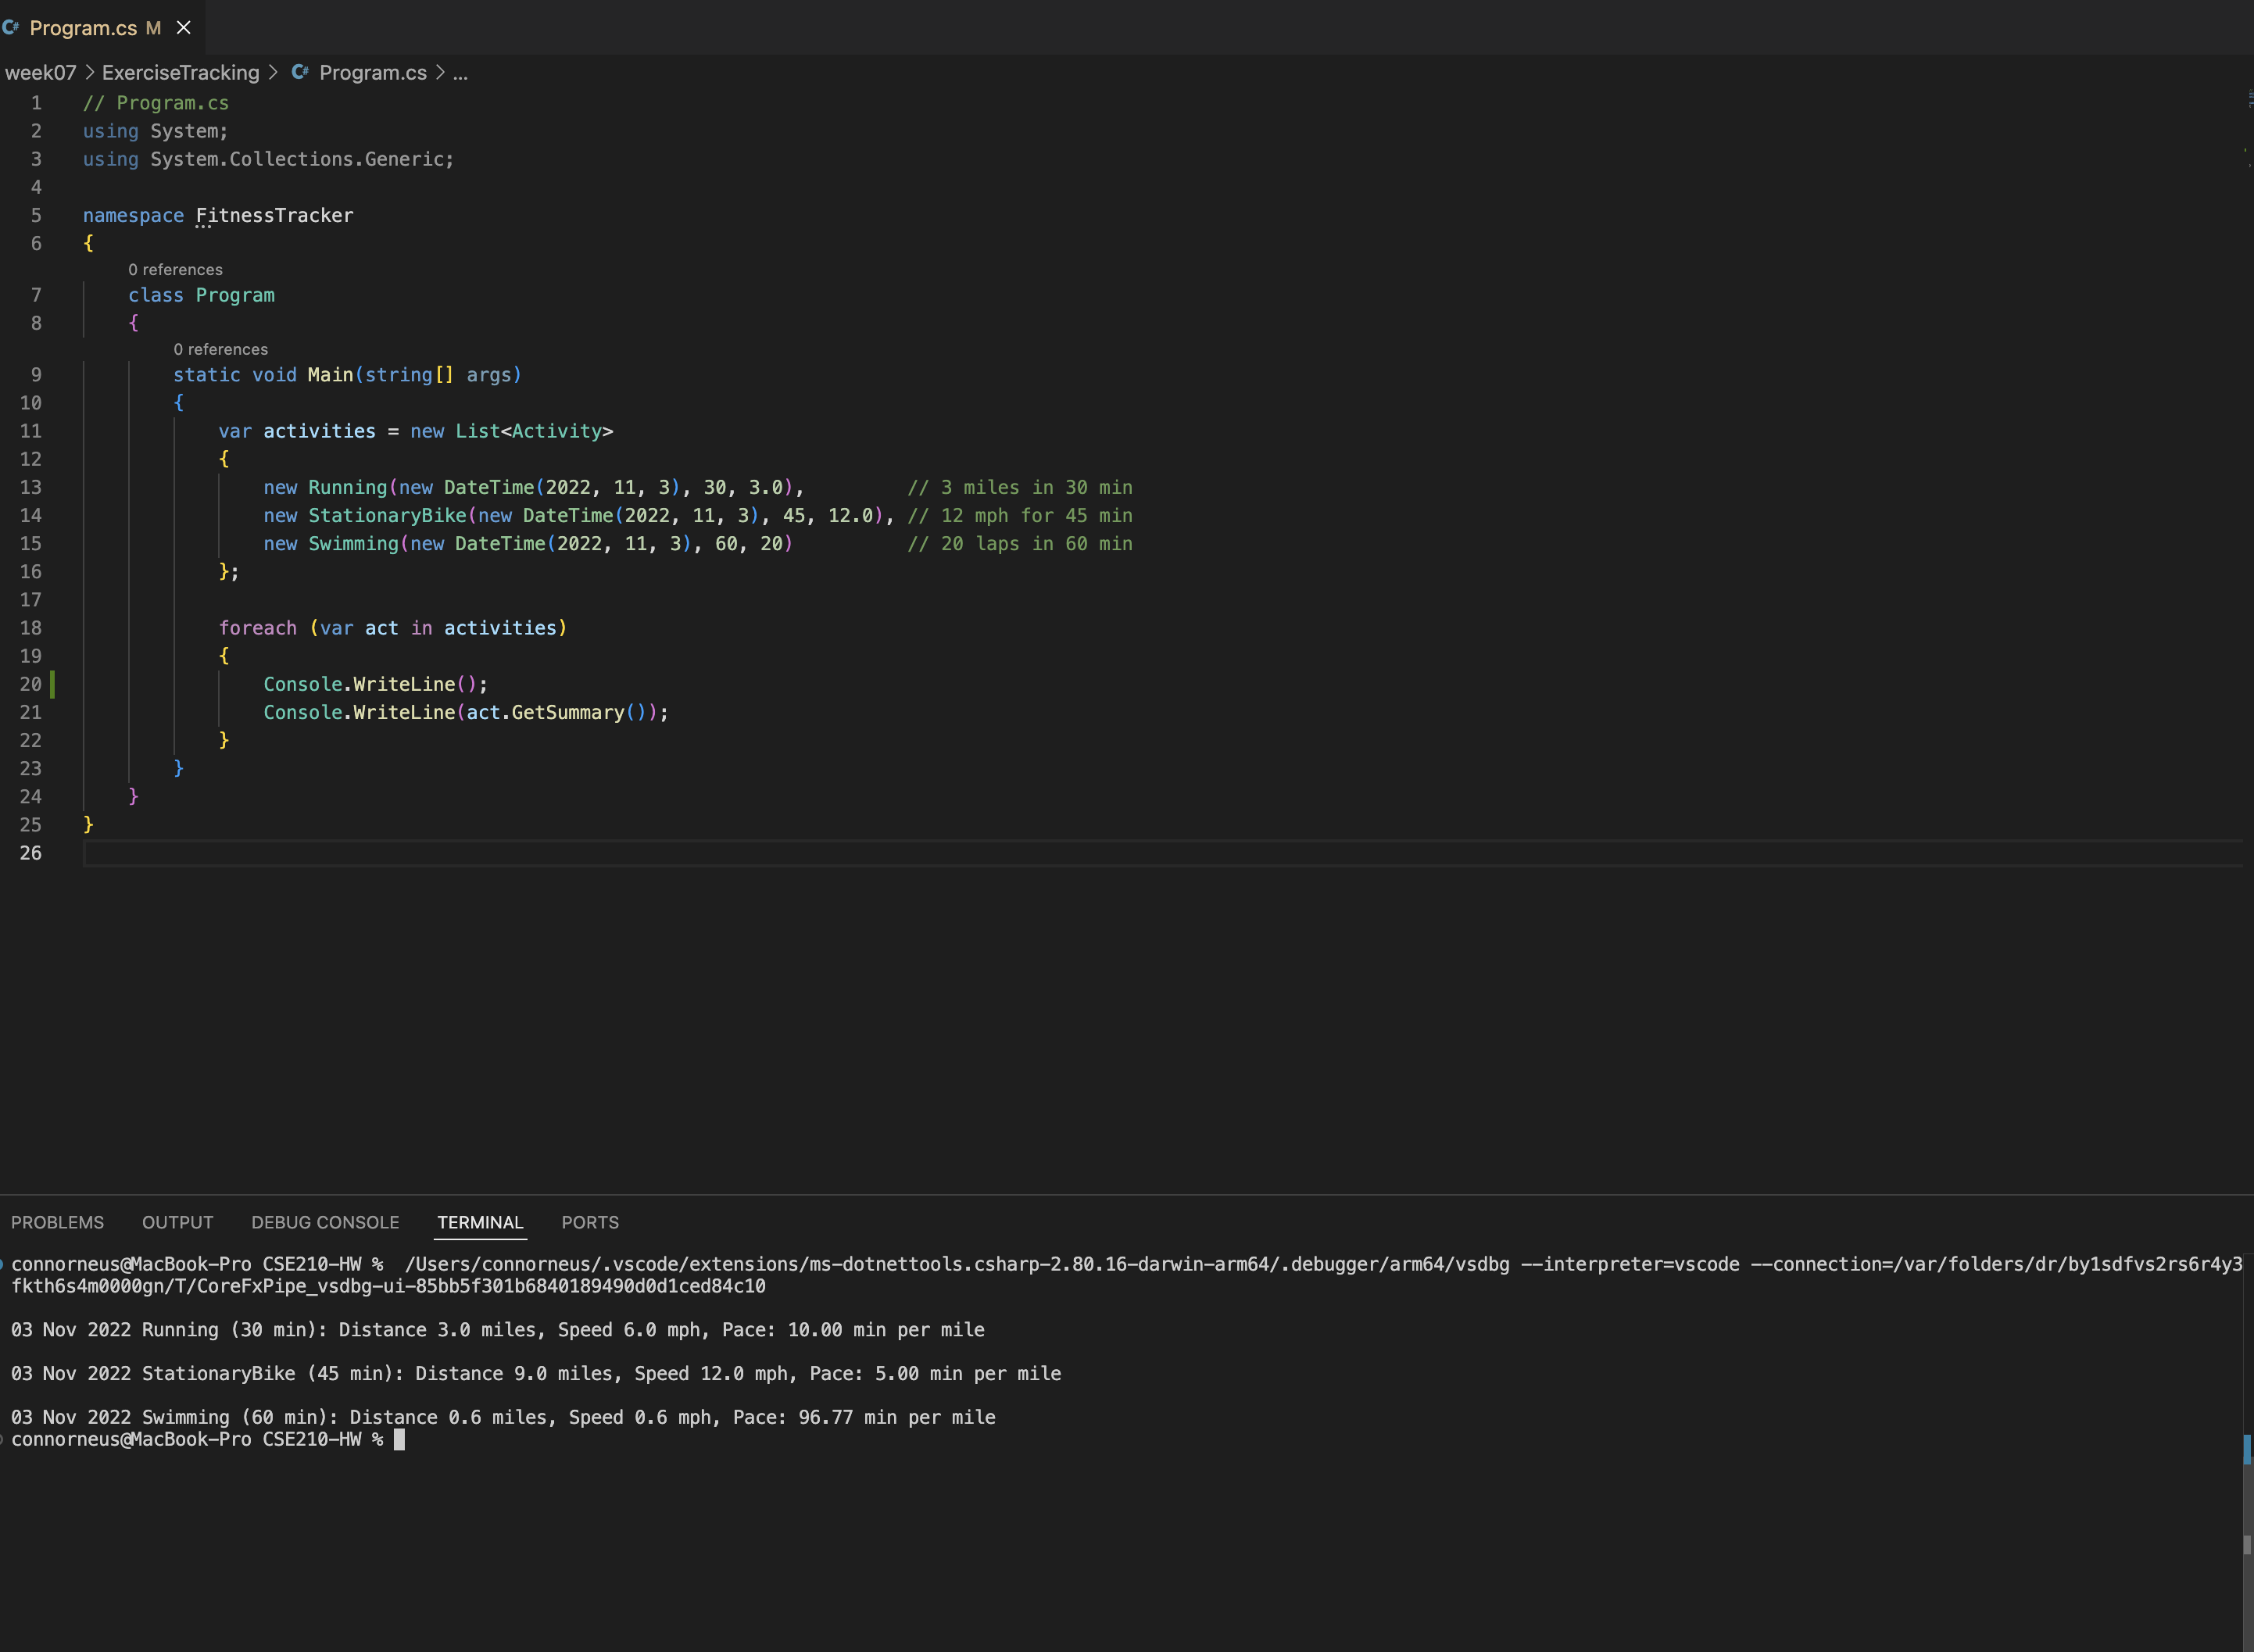 Program.cs M
week07 > ExerciseTracking > Program.cs > ...
1 // Program.cs
2 using System;
3 using System.Collections.Generic;
4
5 namespace FitnessTracker
6 {
0 references
7 class Program
8 {
0 references
9 static void Main(string[] args)
10 {
11 var activities = new List<Activity>
12 {
13 new Running(new DateTime(2022, 11, 3), 30, 3.0), // 3 miles in 30 min
14 new StationaryBike(new DateTime(2022, 11, 3), 45, 12.0), // 12 mph for 45 min
15 new Swimming(new DateTime(2022, 11, 3), 60, 20) // 20 laps in 60 min
16 };
17
18 foreach (var act in activities)
19 {
20 Console.WriteLine();
21 Console.WriteLine(act.GetSummary());
22 }
23 }
24 }
25 }
26
PROBLEMS OUTPUT DEBUG CONSOLE TERMINAL PORTS
connorneus@MacBook-Pro CSE210-HW % /Users/connorneus/.vscode/extensions/ms-dotnettools.csharp-2.80.16-darwin-arm64/.debugger/arm64/vsdbg --interpreter=vscode --connection=/var/folders/dr/by1sdfvs2rs6r4y3
fkth6s4m0000gn/T/CoreFxPipe_vsdbg-ui-85bb5f301b6840189490d0d1ced84c10
03 Nov 2022 Running (30 min): Distance 3.0 miles, Speed 6.0 mph, Pace: 10.00 min per mile
03 Nov 2022 StationaryBike (45 min): Distance 9.0 miles, Speed 12.0 mph, Pace: 5.00 min per mile
03 Nov 2022 Swimming (60 min): Distance 0.6 miles, Speed 0.6 mph, Pace: 96.77 min per mile
connorneus@MacBook-Pro CSE210-HW %